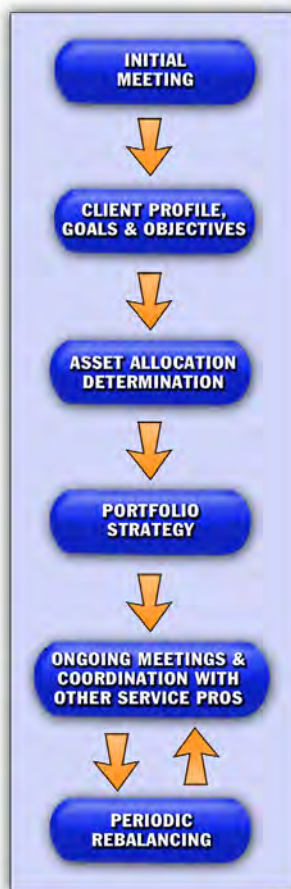 INITIAL
MEETING
CLIENT PROFILE,
GOALS & OBJECTIVES
ASSET ALLOCATION
DETERMINATION
PORTFOLIO
STRATEGY
ONGOING MEETINGS &
COORDINATION WITH
OTHER SERVICE PROS
PERIODIC
REBALANCING